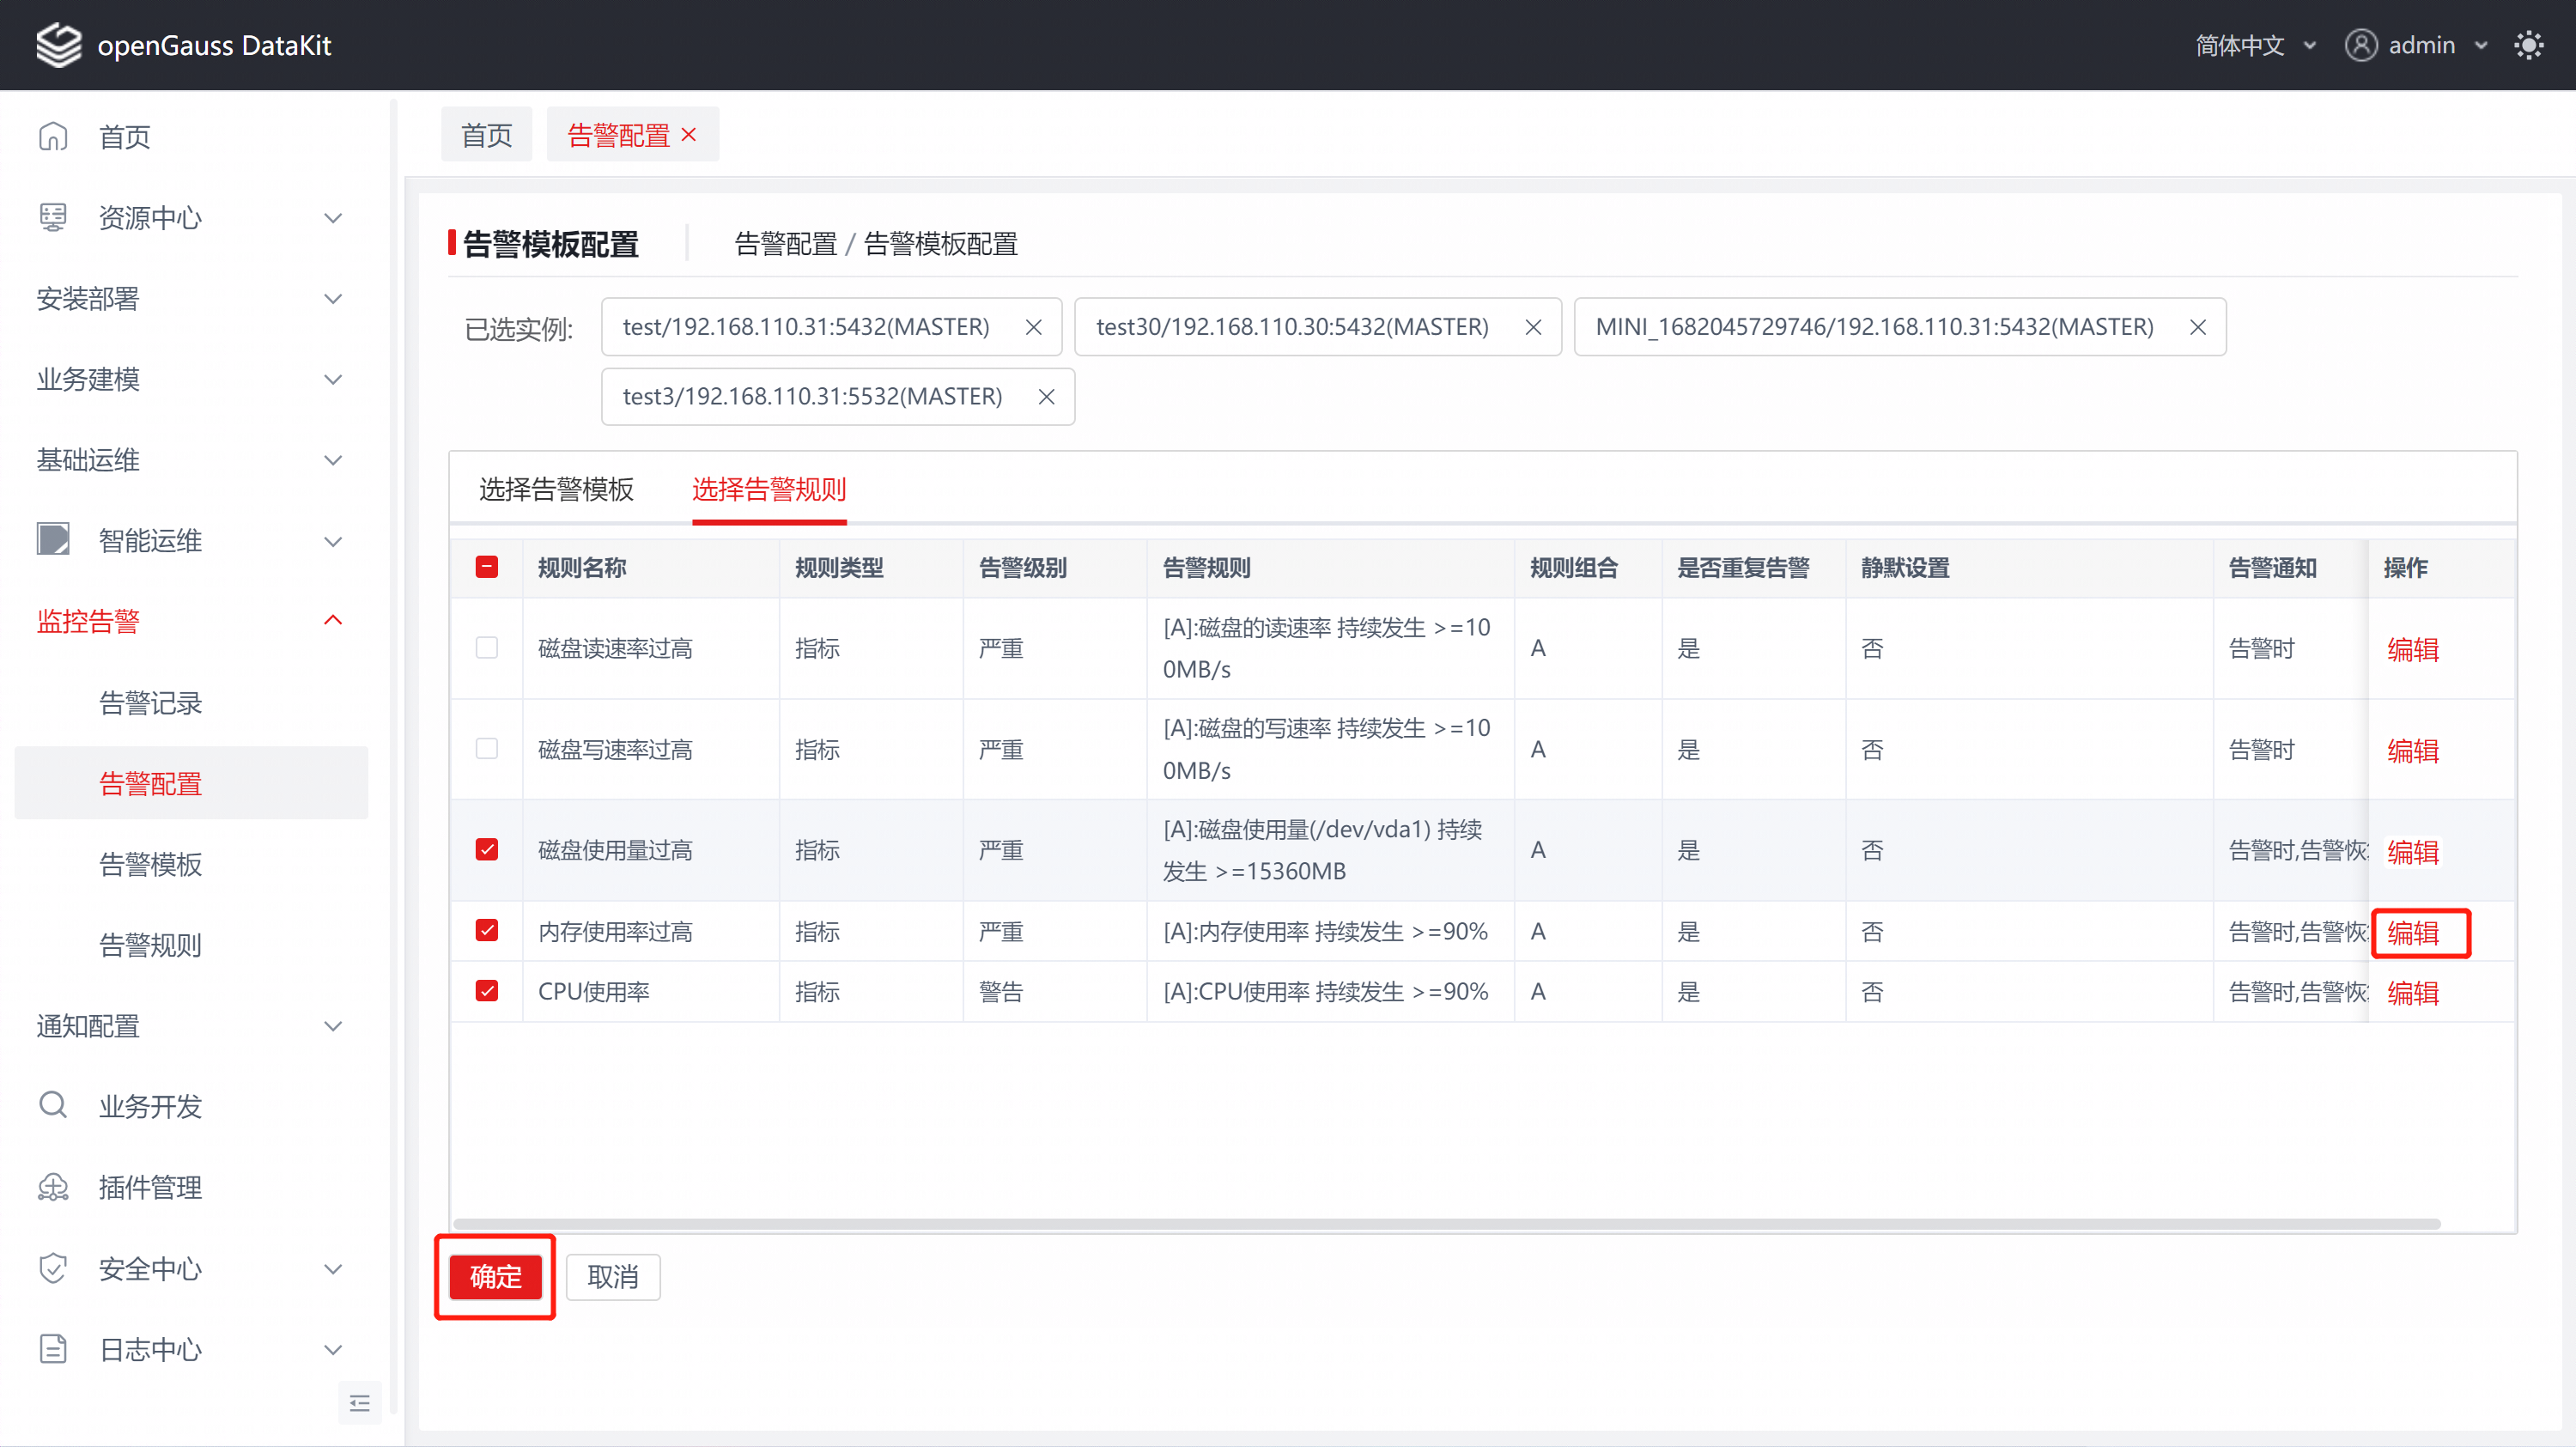 openGauss DataKit
简体中文
admin
首页
资源中心
安装部署
业务建模
基础运维
智能运维
监控告警
告警记录
告警配置
告警模板
告警规则
通知配置
业务开发
插件管理
安全中心
日志中心
首页
告警配置
告警模板配置
告警配置 / 告警模板配置
已选实例:
test/192.168.110.31:5432(MASTER)
test30/192.168.110.30:5432(MASTER)
MINI_1682045729746/192.168.110.31:5432(MASTER)
test3/192.168.110.31:5532(MASTER)
选择告警模板
选择告警规则
规则名称 规则类型 告警级别 告警规则 规则组合 是否重复告警 静默设置 告警通知 操作
磁盘读速率过高 指标 严重 [A]:磁盘的读速率 持续发生 >=10
0MB/s A 是 否 告警时 编辑
磁盘写速率过高 指标 严重 [A]:磁盘的写速率 持续发生 >=10
0MB/s A 是 否 告警时 编辑
磁盘使用量过高 指标 严重 [A]:磁盘使用量(/dev/vda1) 持续
发生 >=15360MB A 是 否 告警时,告警恢 编辑
内存使用率过高 指标 严重 [A]:内存使用率 持续发生 >=90% A 是 否 告警时,告警恢 编辑
CPU使用率 指标 警告 [A]:CPU使用率 持续发生 >=90% A 是 否 告警时,告警恢 编辑
确定
取消